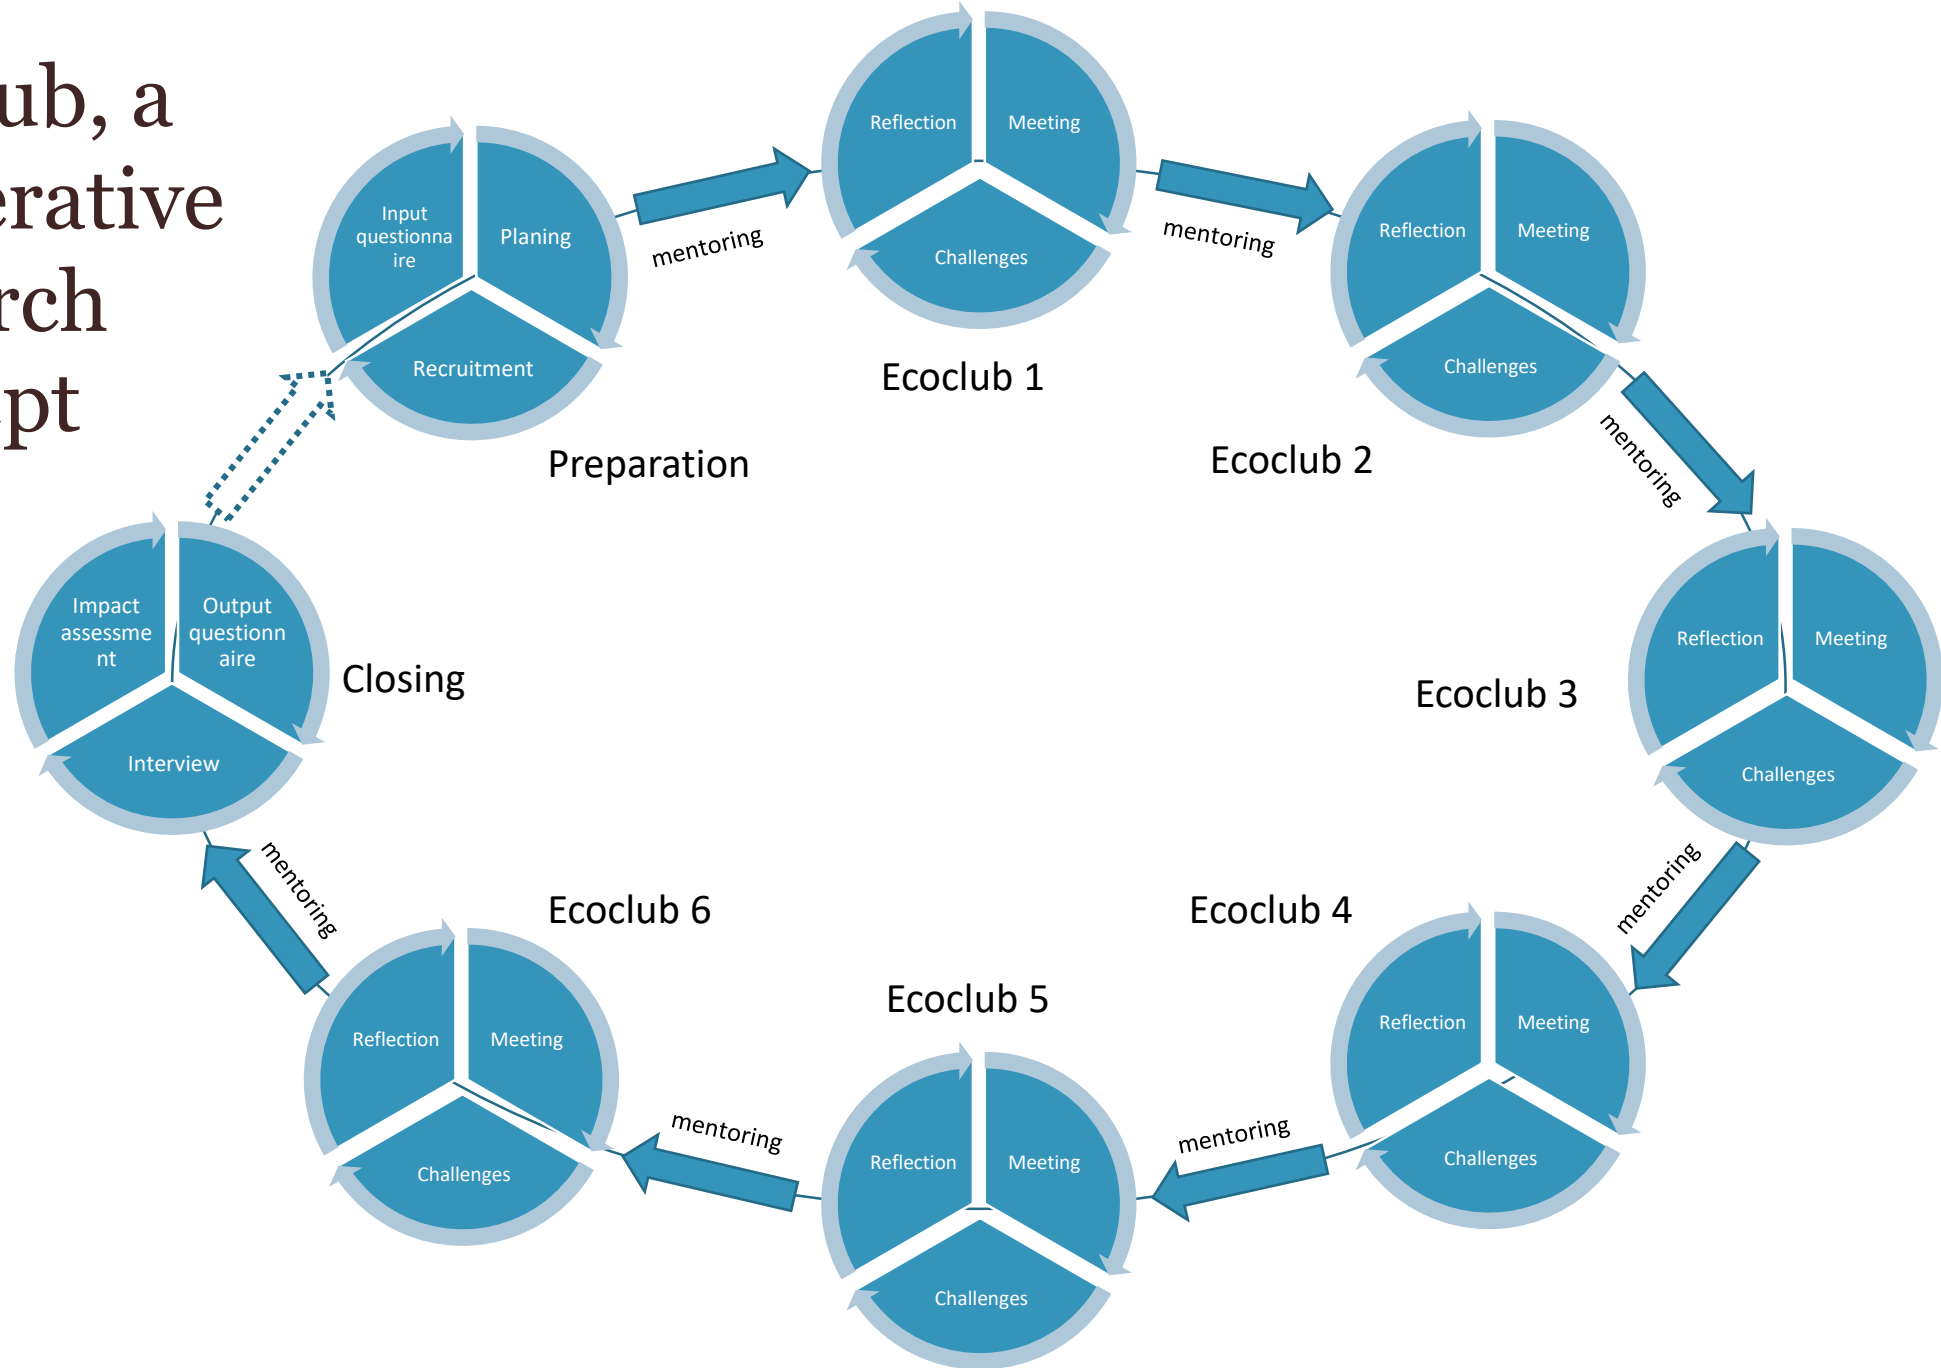 ub, a
erative
rch
ept
Input
questionna
ire
Planing
Recruitment
Preparation
mentoring
Reflection
Meeting
Challenges
Ecoclub 1
mentoring
Reflection
Meeting
Challenges
Ecoclub 2
mentoring
Reflection
Meeting
Challenges
Ecoclub 3
mentoring
Reflection
Meeting
Challenges
Ecoclub 4
mentoring
Reflection
Meeting
Challenges
Ecoclub 5
mentoring
Reflection
Meeting
Challenges
Ecoclub 6
mentoring
Impact
assessme
nt
Output
questionn
aire
Interview
Closing